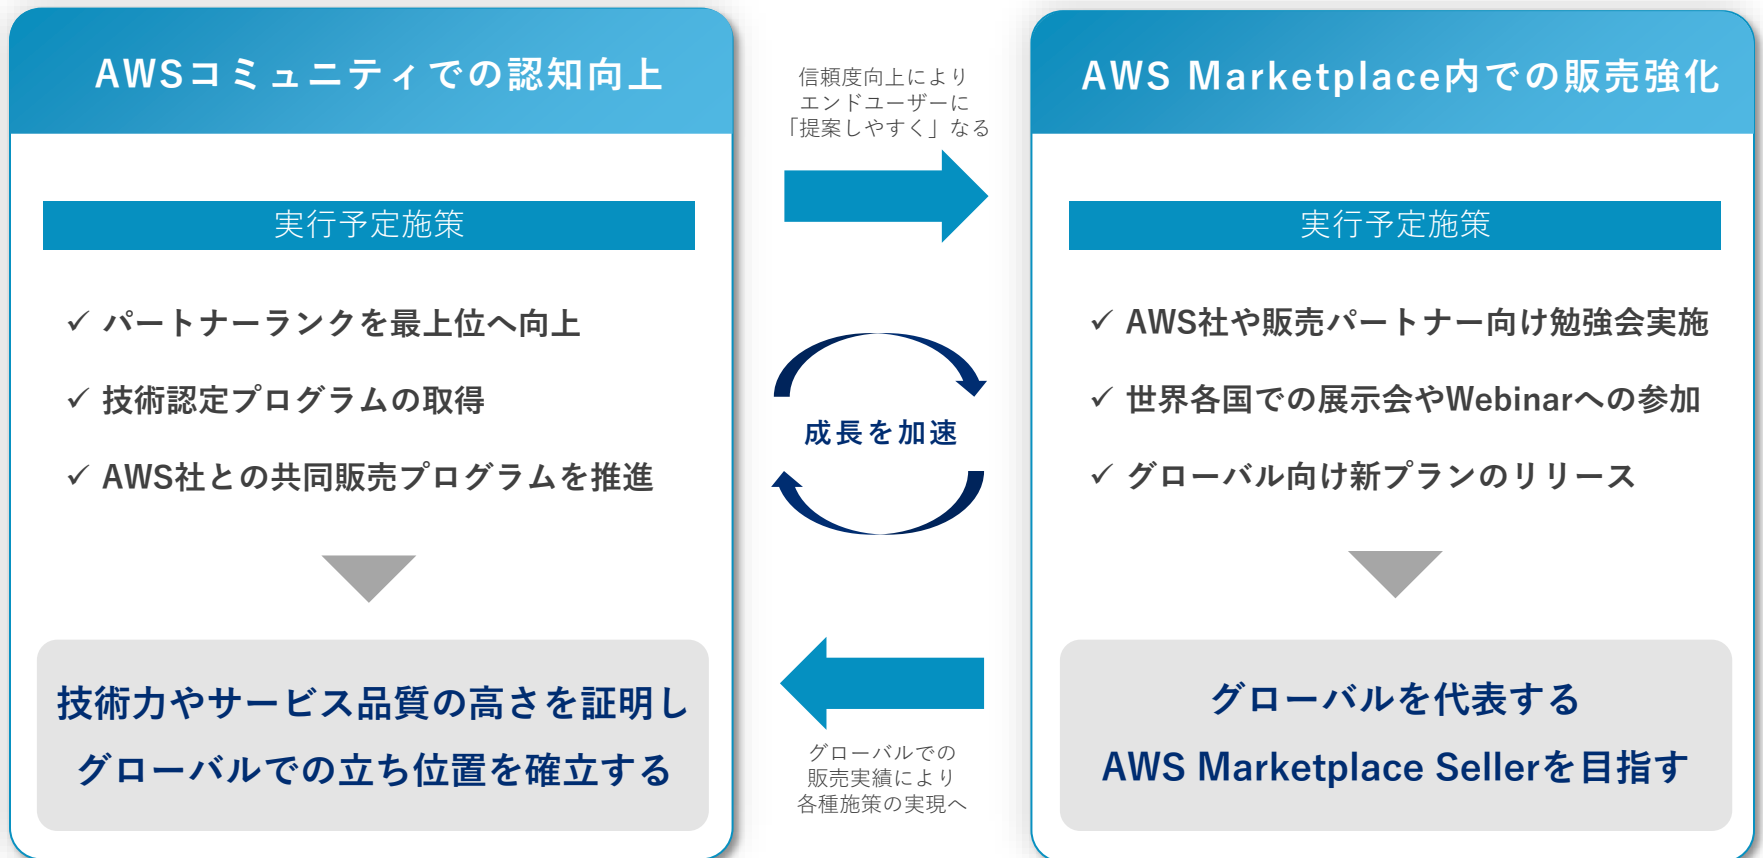 AWSコミュニティでの認知向上
実行予定施策
✓ パートナーランクを最上位へ向上
✓ 技術認定プログラムの取得
✓ AWS社との共同販売プログラムを推進
技術力やサービス品質の高さを証明し
グローバルでの立ち位置を確立する
信頼度向上により
エンドユーザーに
「提案しやすく」なる
成長を加速
グローバルでの
販売実績により
各種施策の実現へ
AWS Marketplace内での販売強化
実行予定施策
✓ AWS社や販売パートナー向け勉強会実施
✓ 世界各国での展示会やWebinarへの参加
✓ グローバル向け新プランのリリース
グローバルを代表する
AWS Marketplace Sellerを目指す